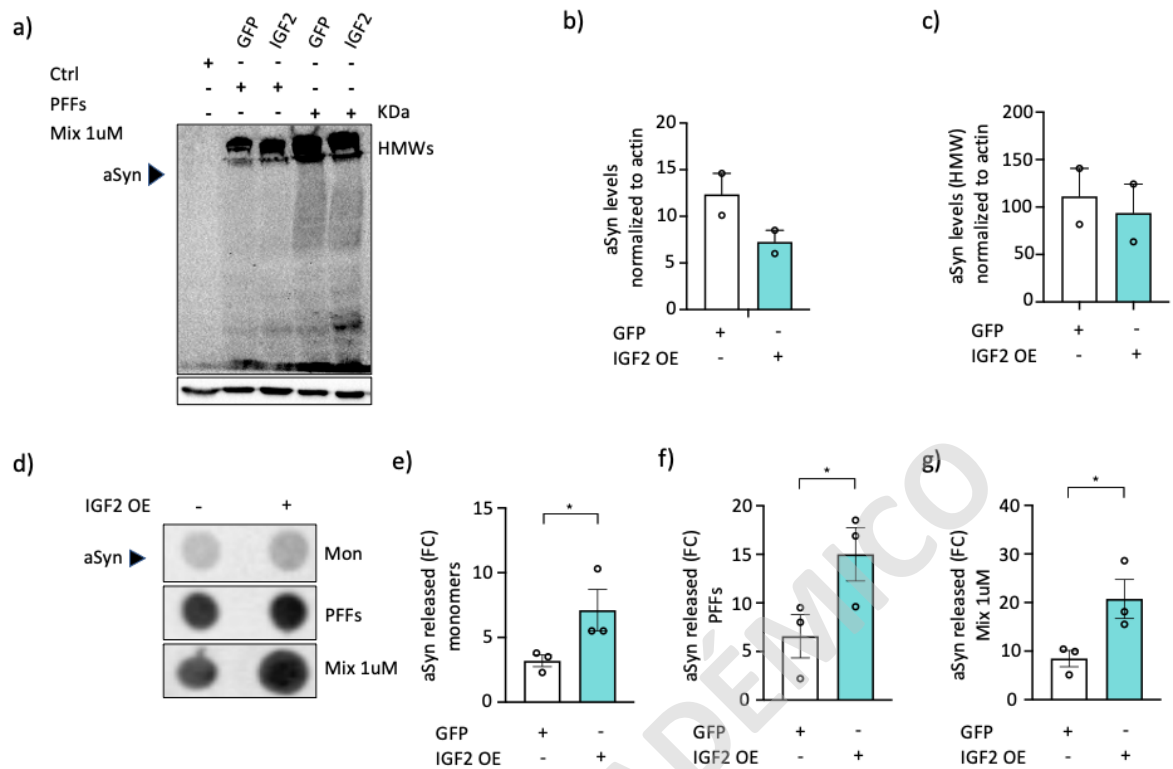 a)
GFP IGF2 GFP IGF2
Ctrl + - - - -
PFFs - + + - -
Mix 1uM - - - + +
KDa
HMWs
aSyn
b)
aSyn levels
normalized to actin
20
15
10
5
0
GFP + -
IGF2 OE - +
c)
aSyn levels (HMW)
normalized to actin
200
150
100
50
0
GFP + -
IGF2 OE - +
d)
IGF2 OE - +
aSyn
Mon
PFFs
Mix 1uM
e)
aSyn released (FC)
monomers
15
10
5
0
*
GFP + -
IGF2 OE - +
f)
aSyn released (FC)
PFFs
20
15
10
5
0
*
GFP + -
IGF2 OE - +
g)
aSyn released (FC)
Mix 1uM
40
30
20
10
0
*
GFP + -
IGF2 OE - +
ADÉMICO